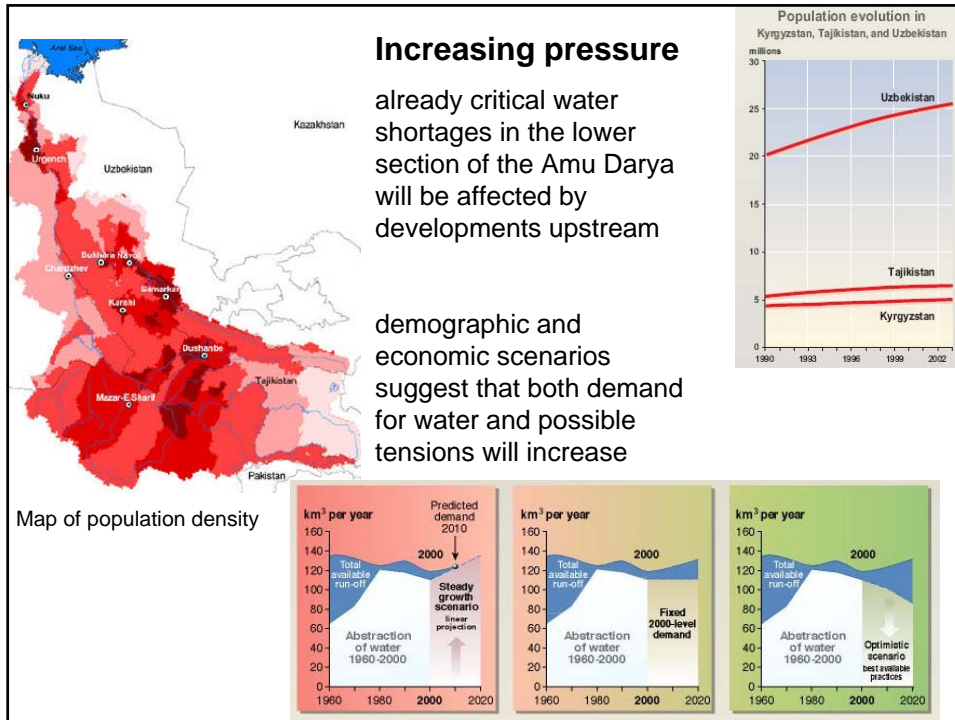 Increasing pressure
already critical water
shortages in the lower
section of the Amu Darya
will be affected by
developments upstream
demographic and
economic scenarios
suggest that both demand
for water and possible
tensions will increase
Aral Sea
Nuku
Urgench
Uzbekistan
Kazakhstan
Chardzhev
Bukhara Navoi
Samarkan
Karshi
Dushanbe
Tajikistan
Mazar-E-Sharif
Pakistan
Map of population density
Population evolution in
Kyrgyzstan, Tajikistan, and Uzbekistan
millions
30
25
20
15
10
5
0
Uzbekistan
Tajikistan
Kyrgyzstan
1990 1993 1996 1999 2002
km³ per year
160
140
120
100
80
60
40
20
0
Predicted
demand
2010
2000
Total
available
run-off
Steady
growth
scenario
linear
projection
Abstraction
of water
1960-2000
1960 1980 2000 2020
km³ per year
160
140
120
100
80
60
40
20
0
2000
Total
available
run-off
Fixed
2000-level
demand
Abstraction
of water
1960-2000
1960 1980 2000 2020
km³ per year
160
140
120
100
80
60
40
20
0
2000
Total
available
run-off
Optimistic
scenario
best available
practices
Abstraction
of water
1960-2000
1960 1980 2000 2020